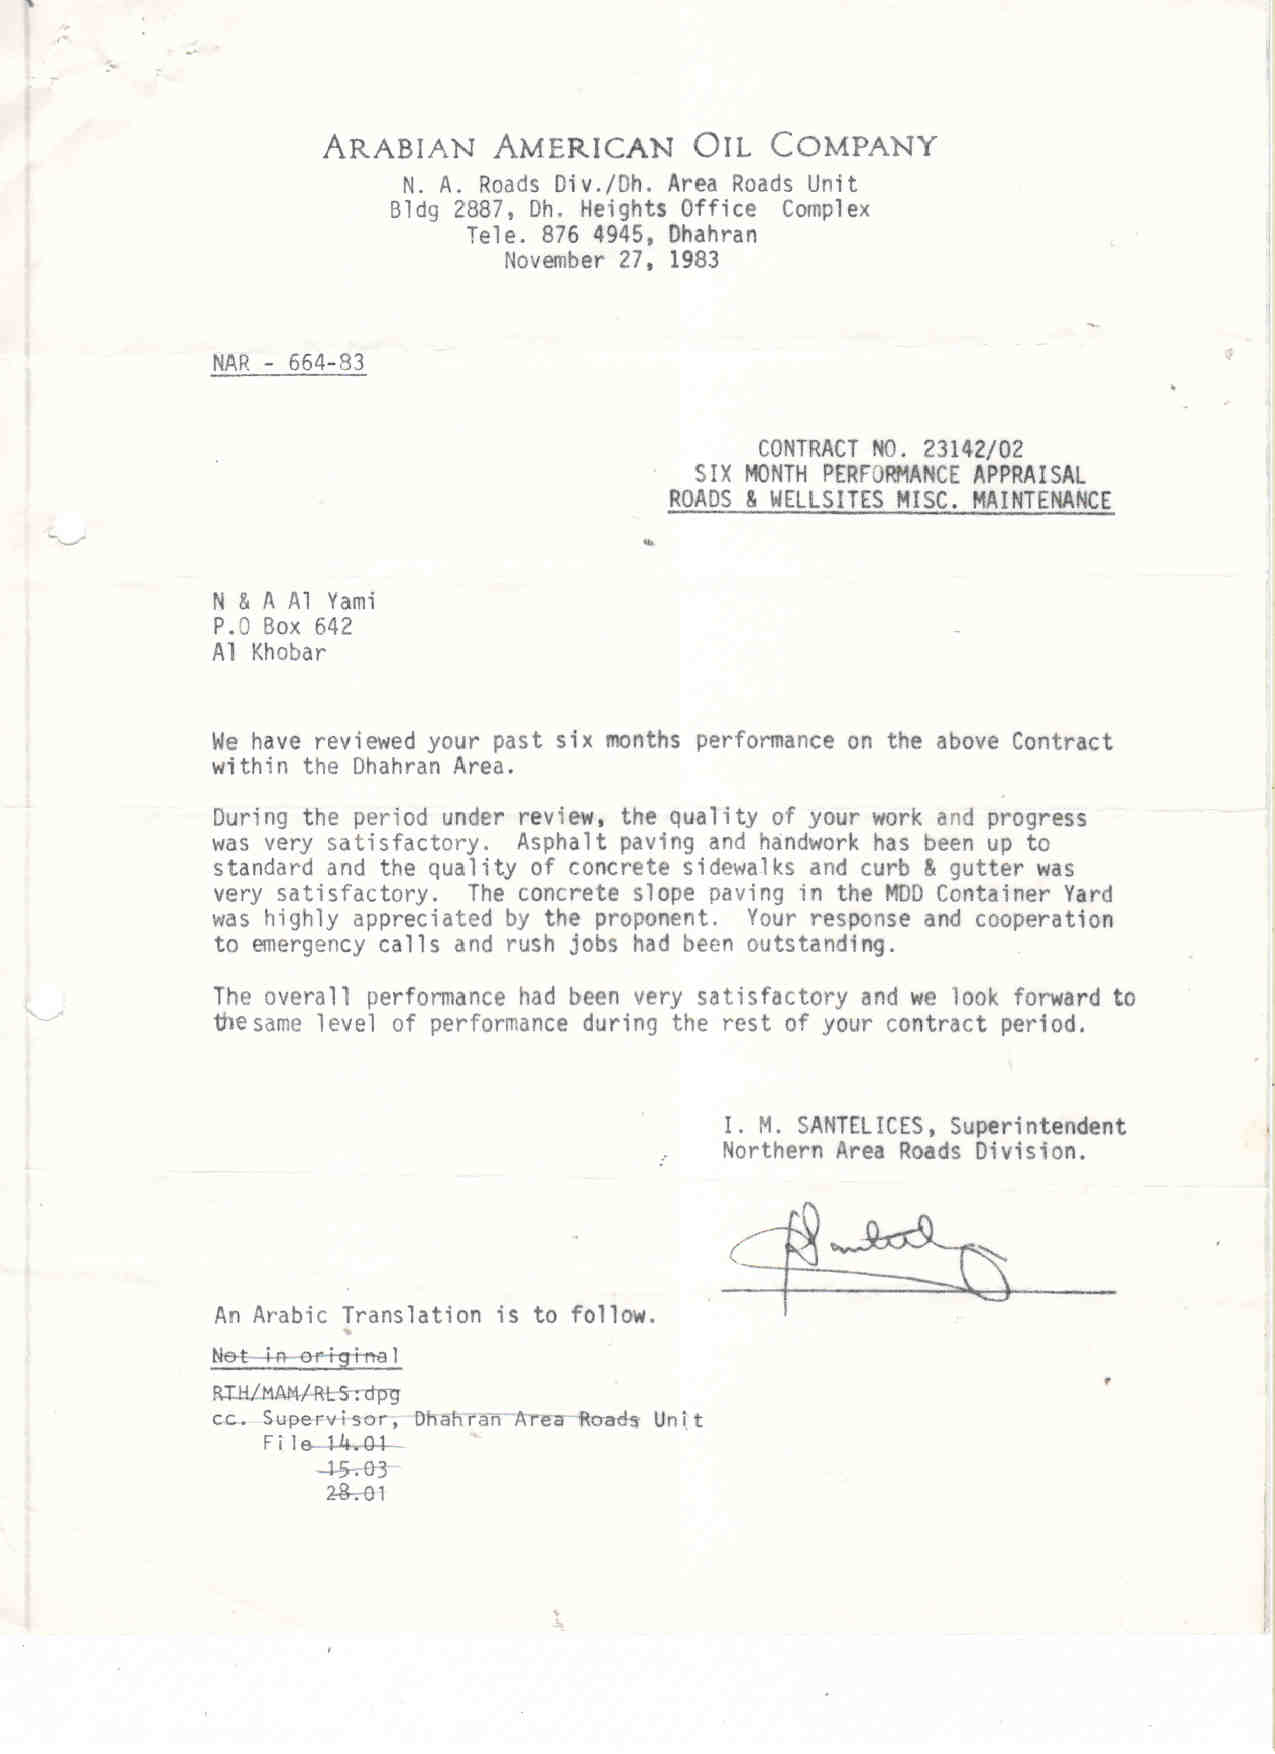 ARABIAN AMERICAN OIL COMPANY
N. A. Roads Div./Dh. Area Roads Unit
Bldg 2887, Dh. Heights Office Complex
Tele. 876 4945, Dhahran
November 27, 1983
NAR - 664-83
CONTRACT NO. 23142/02
SIX MONTH PERFORMANCE APPRAISAL
ROADS & WELLSITES MISC. MAINTENANCE
N & A Al Yami
P.O Box 642
Al Khobar
We have reviewed your past six months performance on the above Contract
within the Dhahran Area.
During the period under review, the quality of your work and progress
was very satisfactory. Asphalt paving and handwork has been up to
standard and the quality of concrete sidewalks and curb & gutter was
very satisfactory. The concrete slope paving in the MDD Container Yard
was highly appreciated by the proponent. Your response and cooperation
to emergency calls and rush jobs had been outstanding.
The overall performance had been very satisfactory and we look forward to
the same level of performance during the rest of your contract period.
I. M. SANTELICES, Superintendent
Northern Area Roads Division.
An Arabic Translation is to follow.
Not in original
RTH/MAM/RLS:dpg
cc. Supervisor, Dhahran Area Roads Unit
File 14.01
15.03
28.01